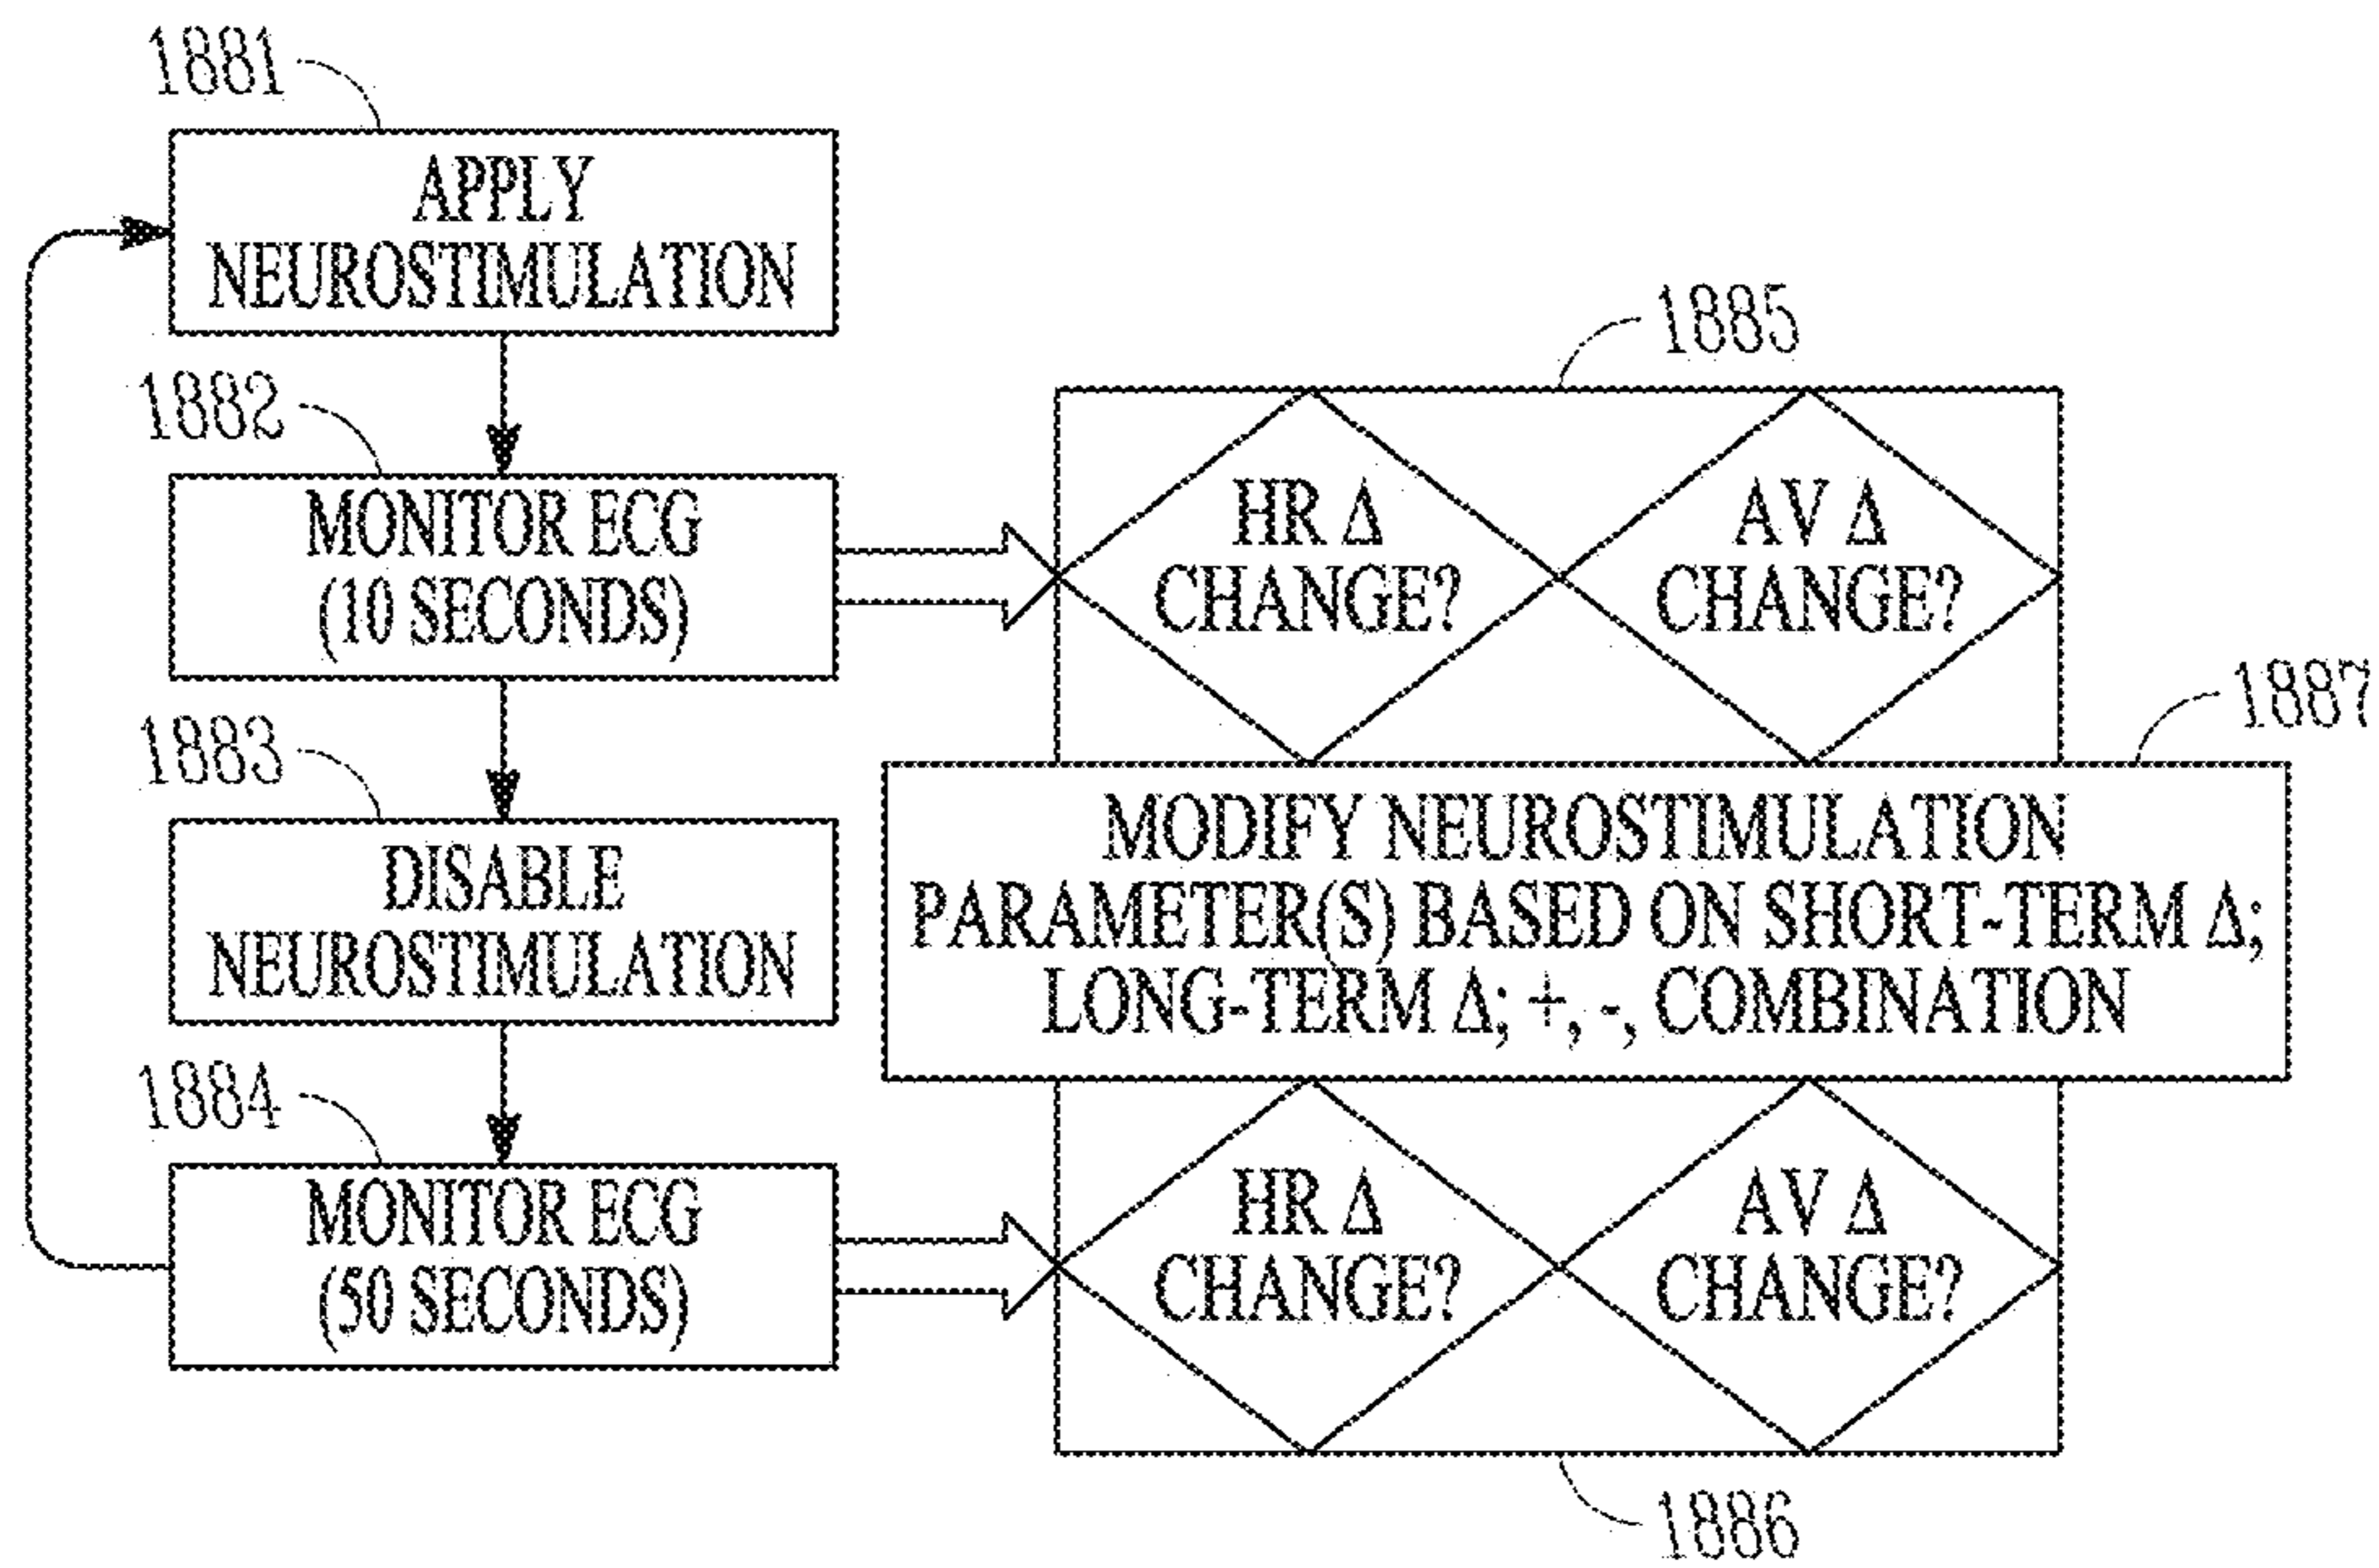 1881
APPLY
NEUROSTIMULATION
1882
MONITOR ECG
(10 SECONDS)
1883
DISABLE
NEUROSTIMULATION
1884
MONITOR ECG
(50 SECONDS)
1885
HR Δ
CHANGE?
AV Δ
CHANGE?
1887
MODIFY NEUROSTIMULATION
PARAMETER(S) BASED ON SHORT-TERM Δ;
LONG-TERM Δ; +, -, COMBINATION
HR Δ
CHANGE?
AV Δ
CHANGE?
1886